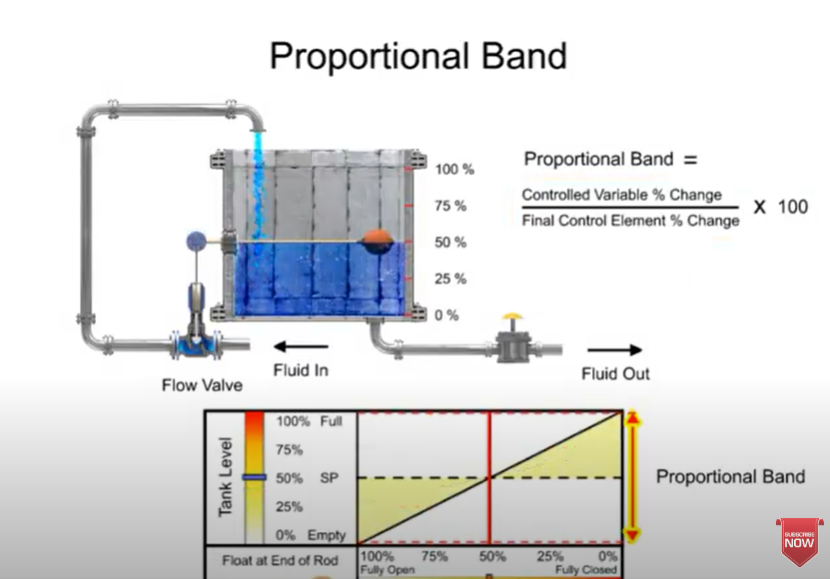 Proportional Band
100 %
75 %
50 %
25 %
0 %
Proportional Band =
Controlled Variable % Change
Final Control Element % Change
X 100
Flow Valve
Fluid In
Fluid Out
Tank Level
100% Full
75%
50% SP
25%
0% Empty
Proportional Band
Float at End of Rod
100% 75% 50% 25% 0%
Fully Open Fully Closed
SUBSCRIBE
NOW